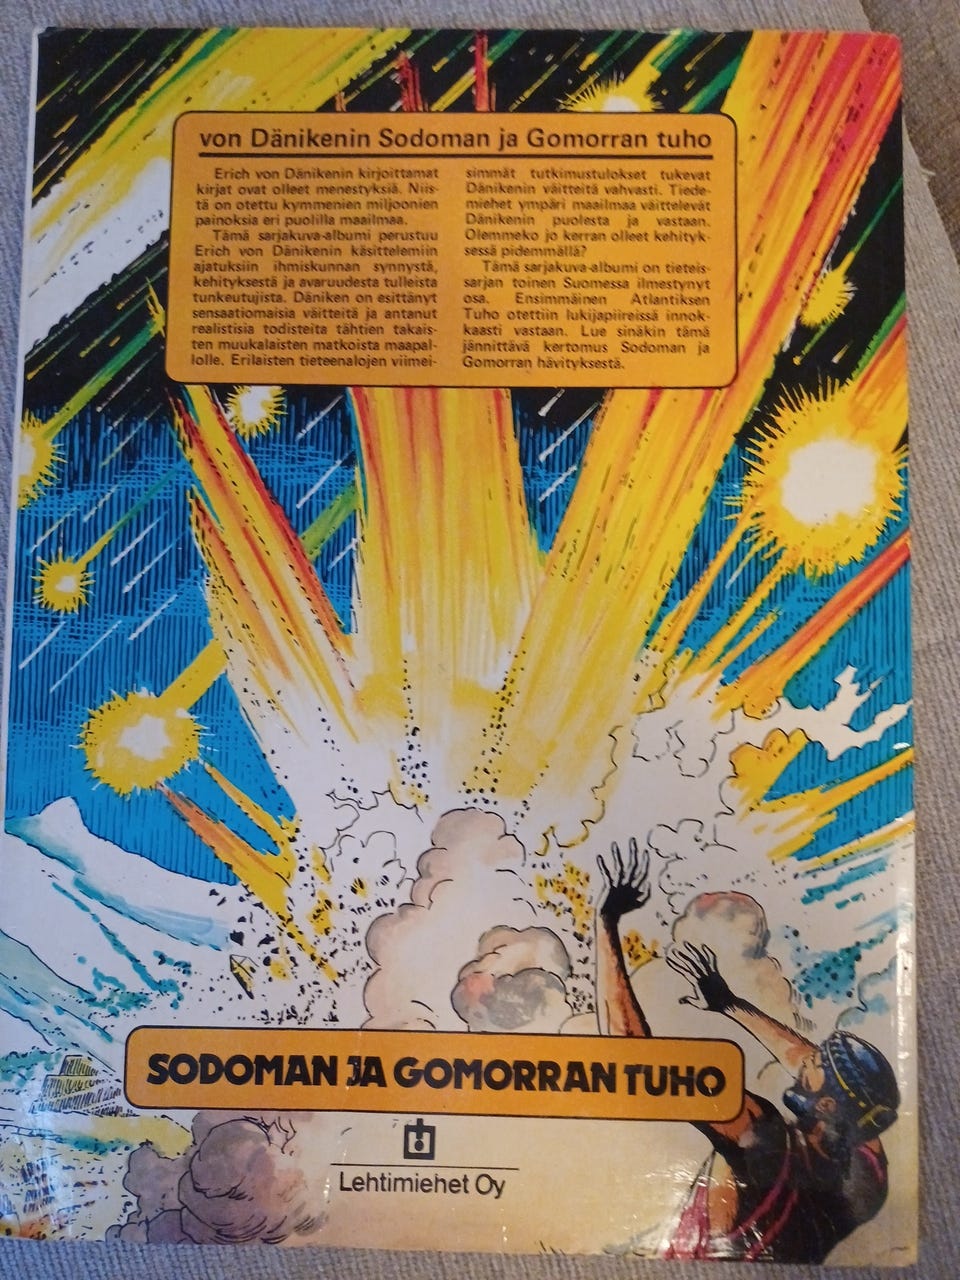 von Dänikenin Sodoman ja Gomorran tuho
Erich von Dänikenin kirjoittamat
kirjat ovat olleet menestyksiä. Niis-
tä on otettu kymmenien miljoonien
painoksia eri puolilla maailmaa.
Tämä sarjakuva-albumi perustuu
Erich von Dänikenin käsittelemiin
ajatuksiin ihmiskunnan synnystä,
kehityksestä ja avaruudesta tulleista
tunkeutujista. Däniken on esittänyt
sensaatiomaisia väitteitä ja antanut
realistisia todisteita tähtien takais-
ten muukalaisten matkoista maapal-
lolle. Erilaisten tieteenalojen viimei-
simmät tutkimustulokset tukevat
Dänikenin väitteitä vahvasti. Tiede-
miehet ympäri maailmaa väittelevät
Dänikenin puolesta ja vastaan.
Olemmeko jo kerran olleet kehityk-
sessä pidemmällä?
Tämä sarjakuva-albumi on tieteis-
sarjan toinen Suomessa ilmestynyt
osa. Ensimmäinen Atlantiksen
Tuho otettiin lukijapiireissä innok-
kaasti vastaan. Lue sinäkin tämä
jännittävä kertomus Sodoman ja
Gomorran hävityksestä.
SODOMAN JA GOMORRAN TUHO
Lehtimiehet Oy